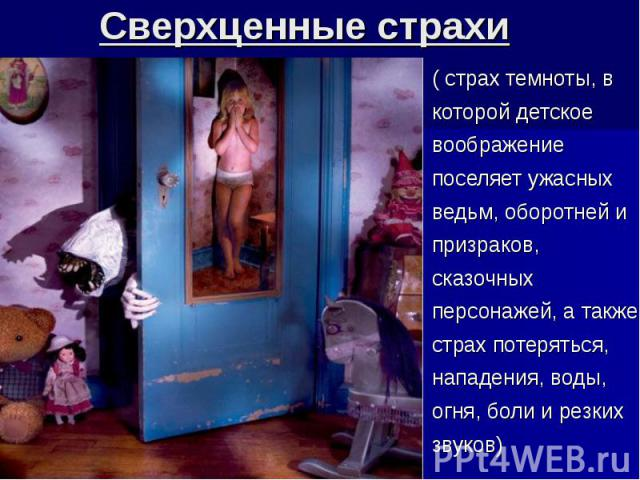 Сверхценные страхи
( страх темноты, в
которой детское
воображение
поселяет ужасных
ведьм, оборотней и
призраков,
сказочных
персонажей, а также
страх потеряться,
нападения, воды,
огня, боли и резких
звуков)
PPt4WEB.ru